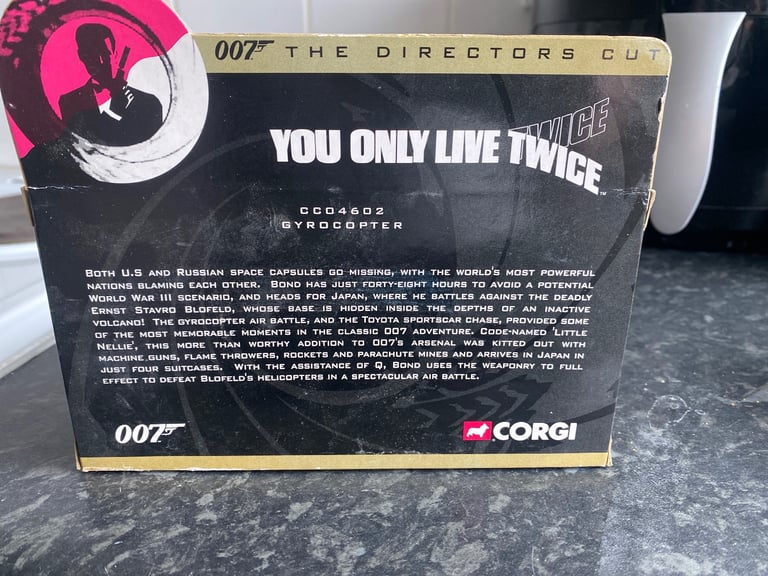 007 THE DIRECTORS CUT
YOU ONLY LIVE TWICE
TWICE
™
CC04602
GYROCOPTER
BOTH U.S AND RUSSIAN SPACE CAPSULES GO MISSING, WITH THE WORLD'S MOST POWERFUL
NATIONS BLAMING EACH OTHER. BOND HAS JUST FORTY-EIGHT HOURS TO AVOID A POTENTIAL
WORLD WAR III SCENARIO, AND HEADS FOR JAPAN, WHERE HE BATTLES AGAINST THE DEADLY
ERNST STAVRO BLOFELD, WHOSE BASE IS HIDDEN INSIDE THE DEPTHS OF AN INACTIVE
VOLCANO! THE GYROCOPTER AIR BATTLE, AND THE TOYOTA SPORTSCAR CHASE, PROVIDED SOME
OF THE MOST MEMORABLE MOMENTS IN THE CLASSIC 007 ADVENTURE. CODE-NAMED 'LITTLE
NELLIE', THIS MORE THAN WORTHY ADDITION TO 007'S ARSENAL WAS KITTED OUT WITH
MACHINE GUNS, FLAME THROWERS, ROCKETS AND PARACHUTE MINES AND ARRIVES IN JAPAN IN
JUST FOUR SUITCASES. WITH THE ASSISTANCE OF Q, BOND USES THE WEAPONRY TO FULL
EFFECT TO DEFEAT BLOFELD'S HELICOPTERS IN A SPECTACULAR AIR BATTLE.
007
CORGI